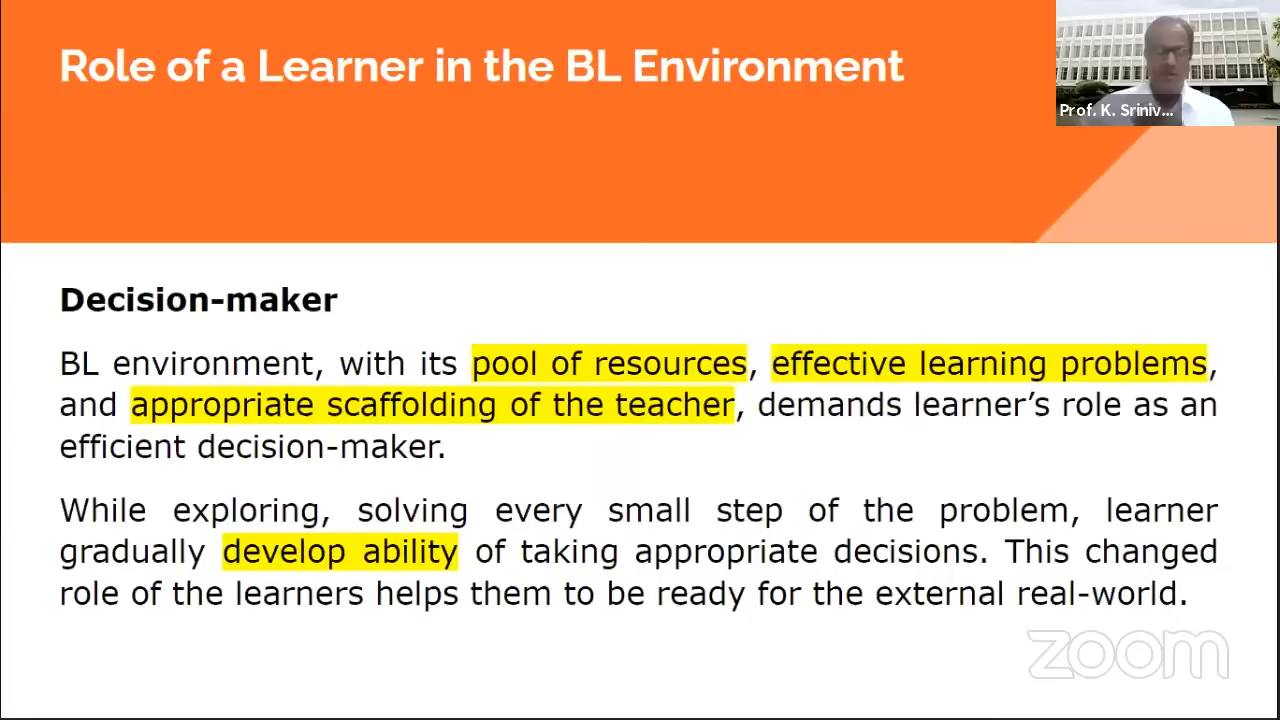 Role of a Learner in the BL Environment
Prof. K. Sriniv...
Decision-maker
BL environment, with its pool of resources, effective learning problems,
and appropriate scaffolding of the teacher, demands learner’s role as an
efficient decision-maker.
While exploring, solving every small step of the problem, learner
gradually develop ability of taking appropriate decisions. This changed
role of the learners helps them to be ready for the external real-world.
zoom